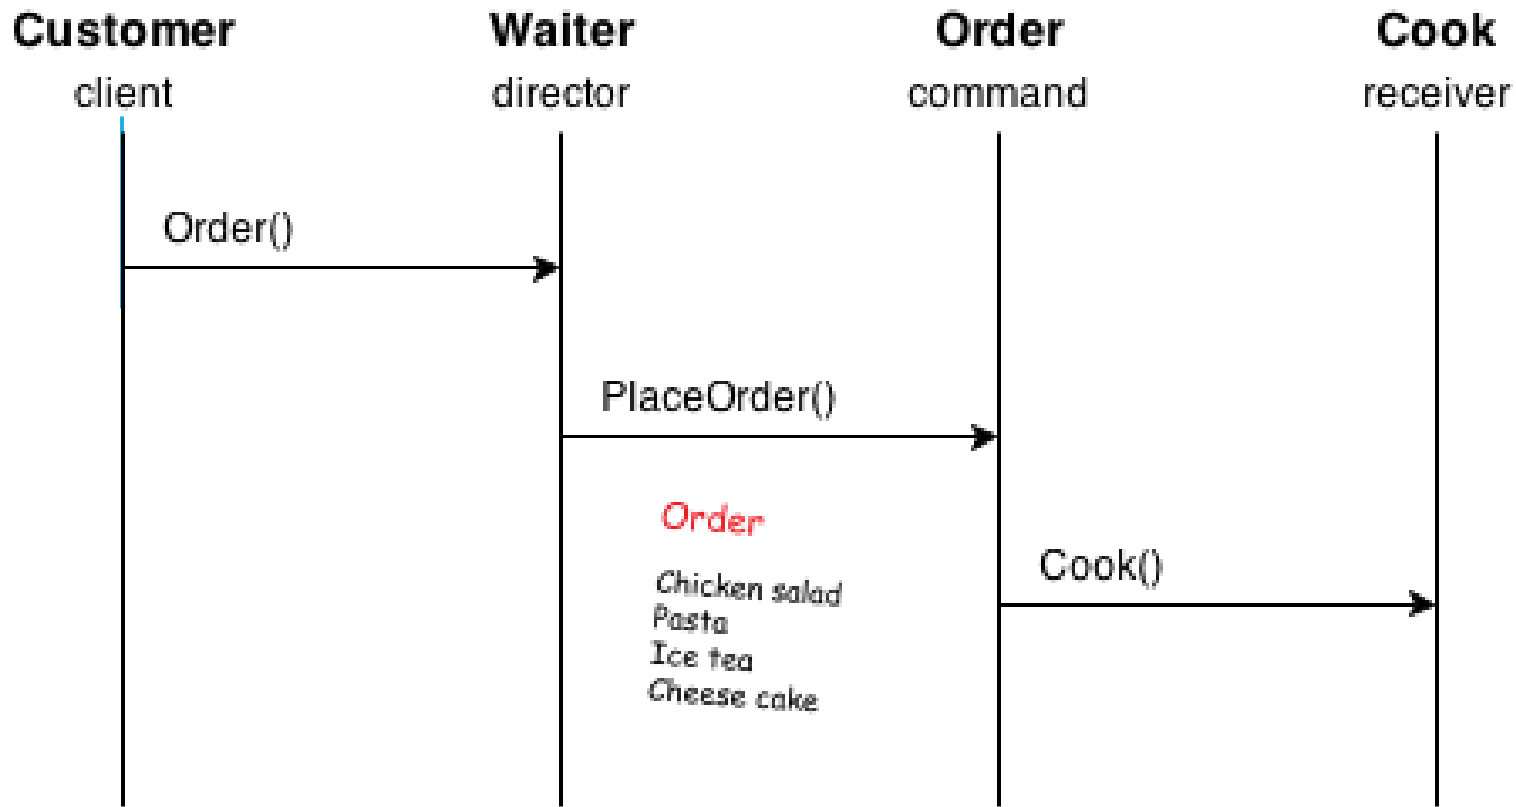 Customer Waiter Order Cook
client director command receiver
Order()
PlaceOrder()
Order
Chicken salad
Pasta
Ice tea
Cheese cake
Cook()